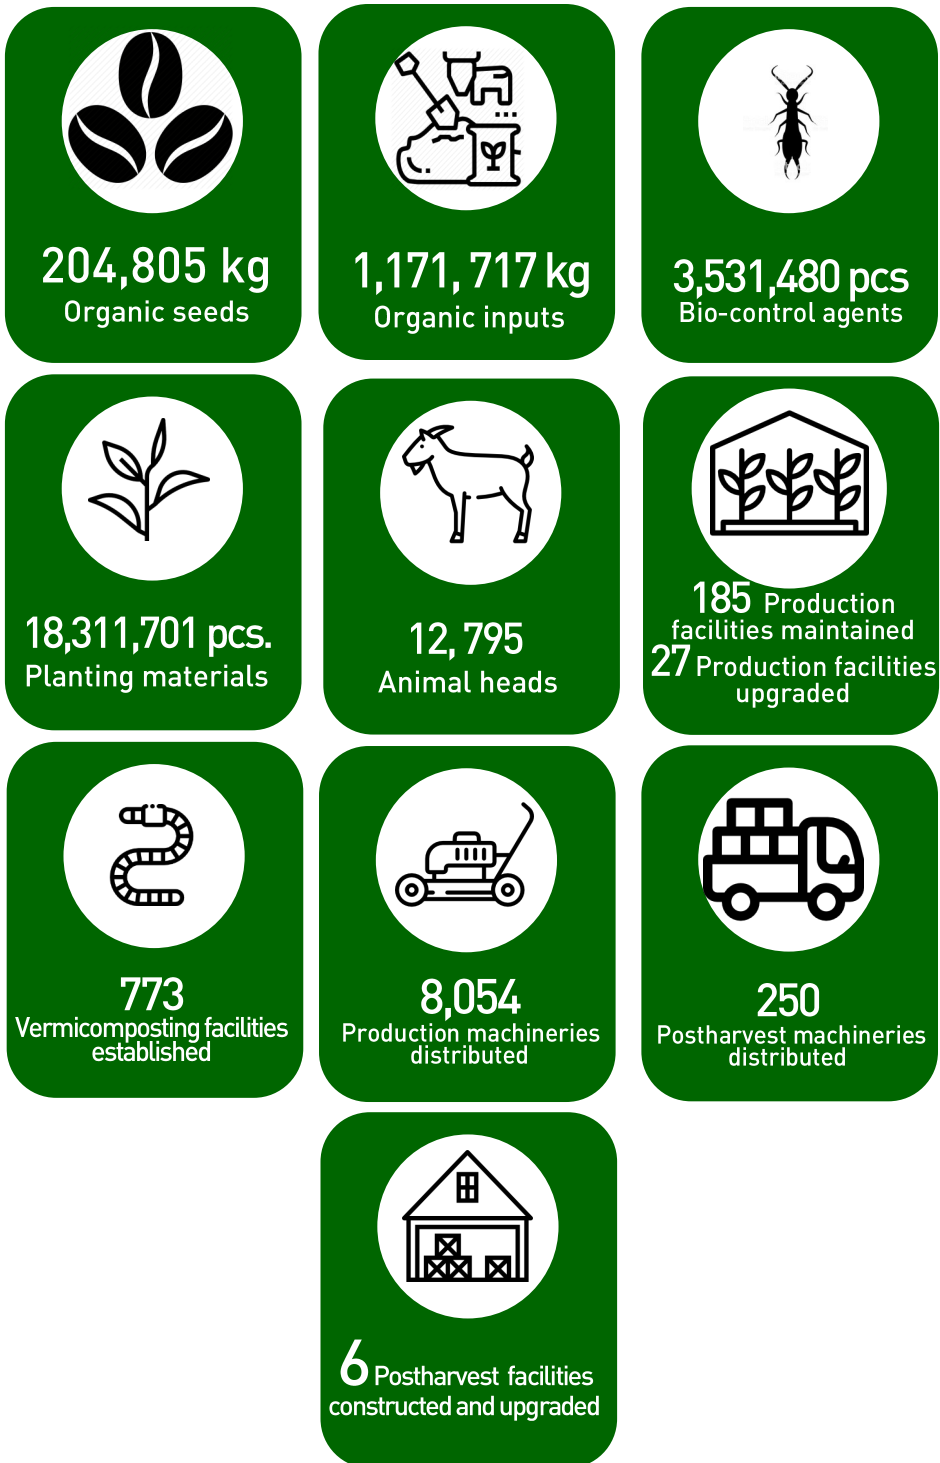 204,805 kg
Organic seeds
1,171, 717 kg
Organic inputs
3,531,480 pcs
Bio-control agents
18,311,701 pcs.
Planting materials
12, 795
Animal heads
185 Production
facilities maintained
27 Production facilities
upgraded
773
Vermicomposting facilities
established
8,054
Production machineries
distributed
250
Postharvest machineries
distributed
6 Postharvest facilities
constructed and upgraded